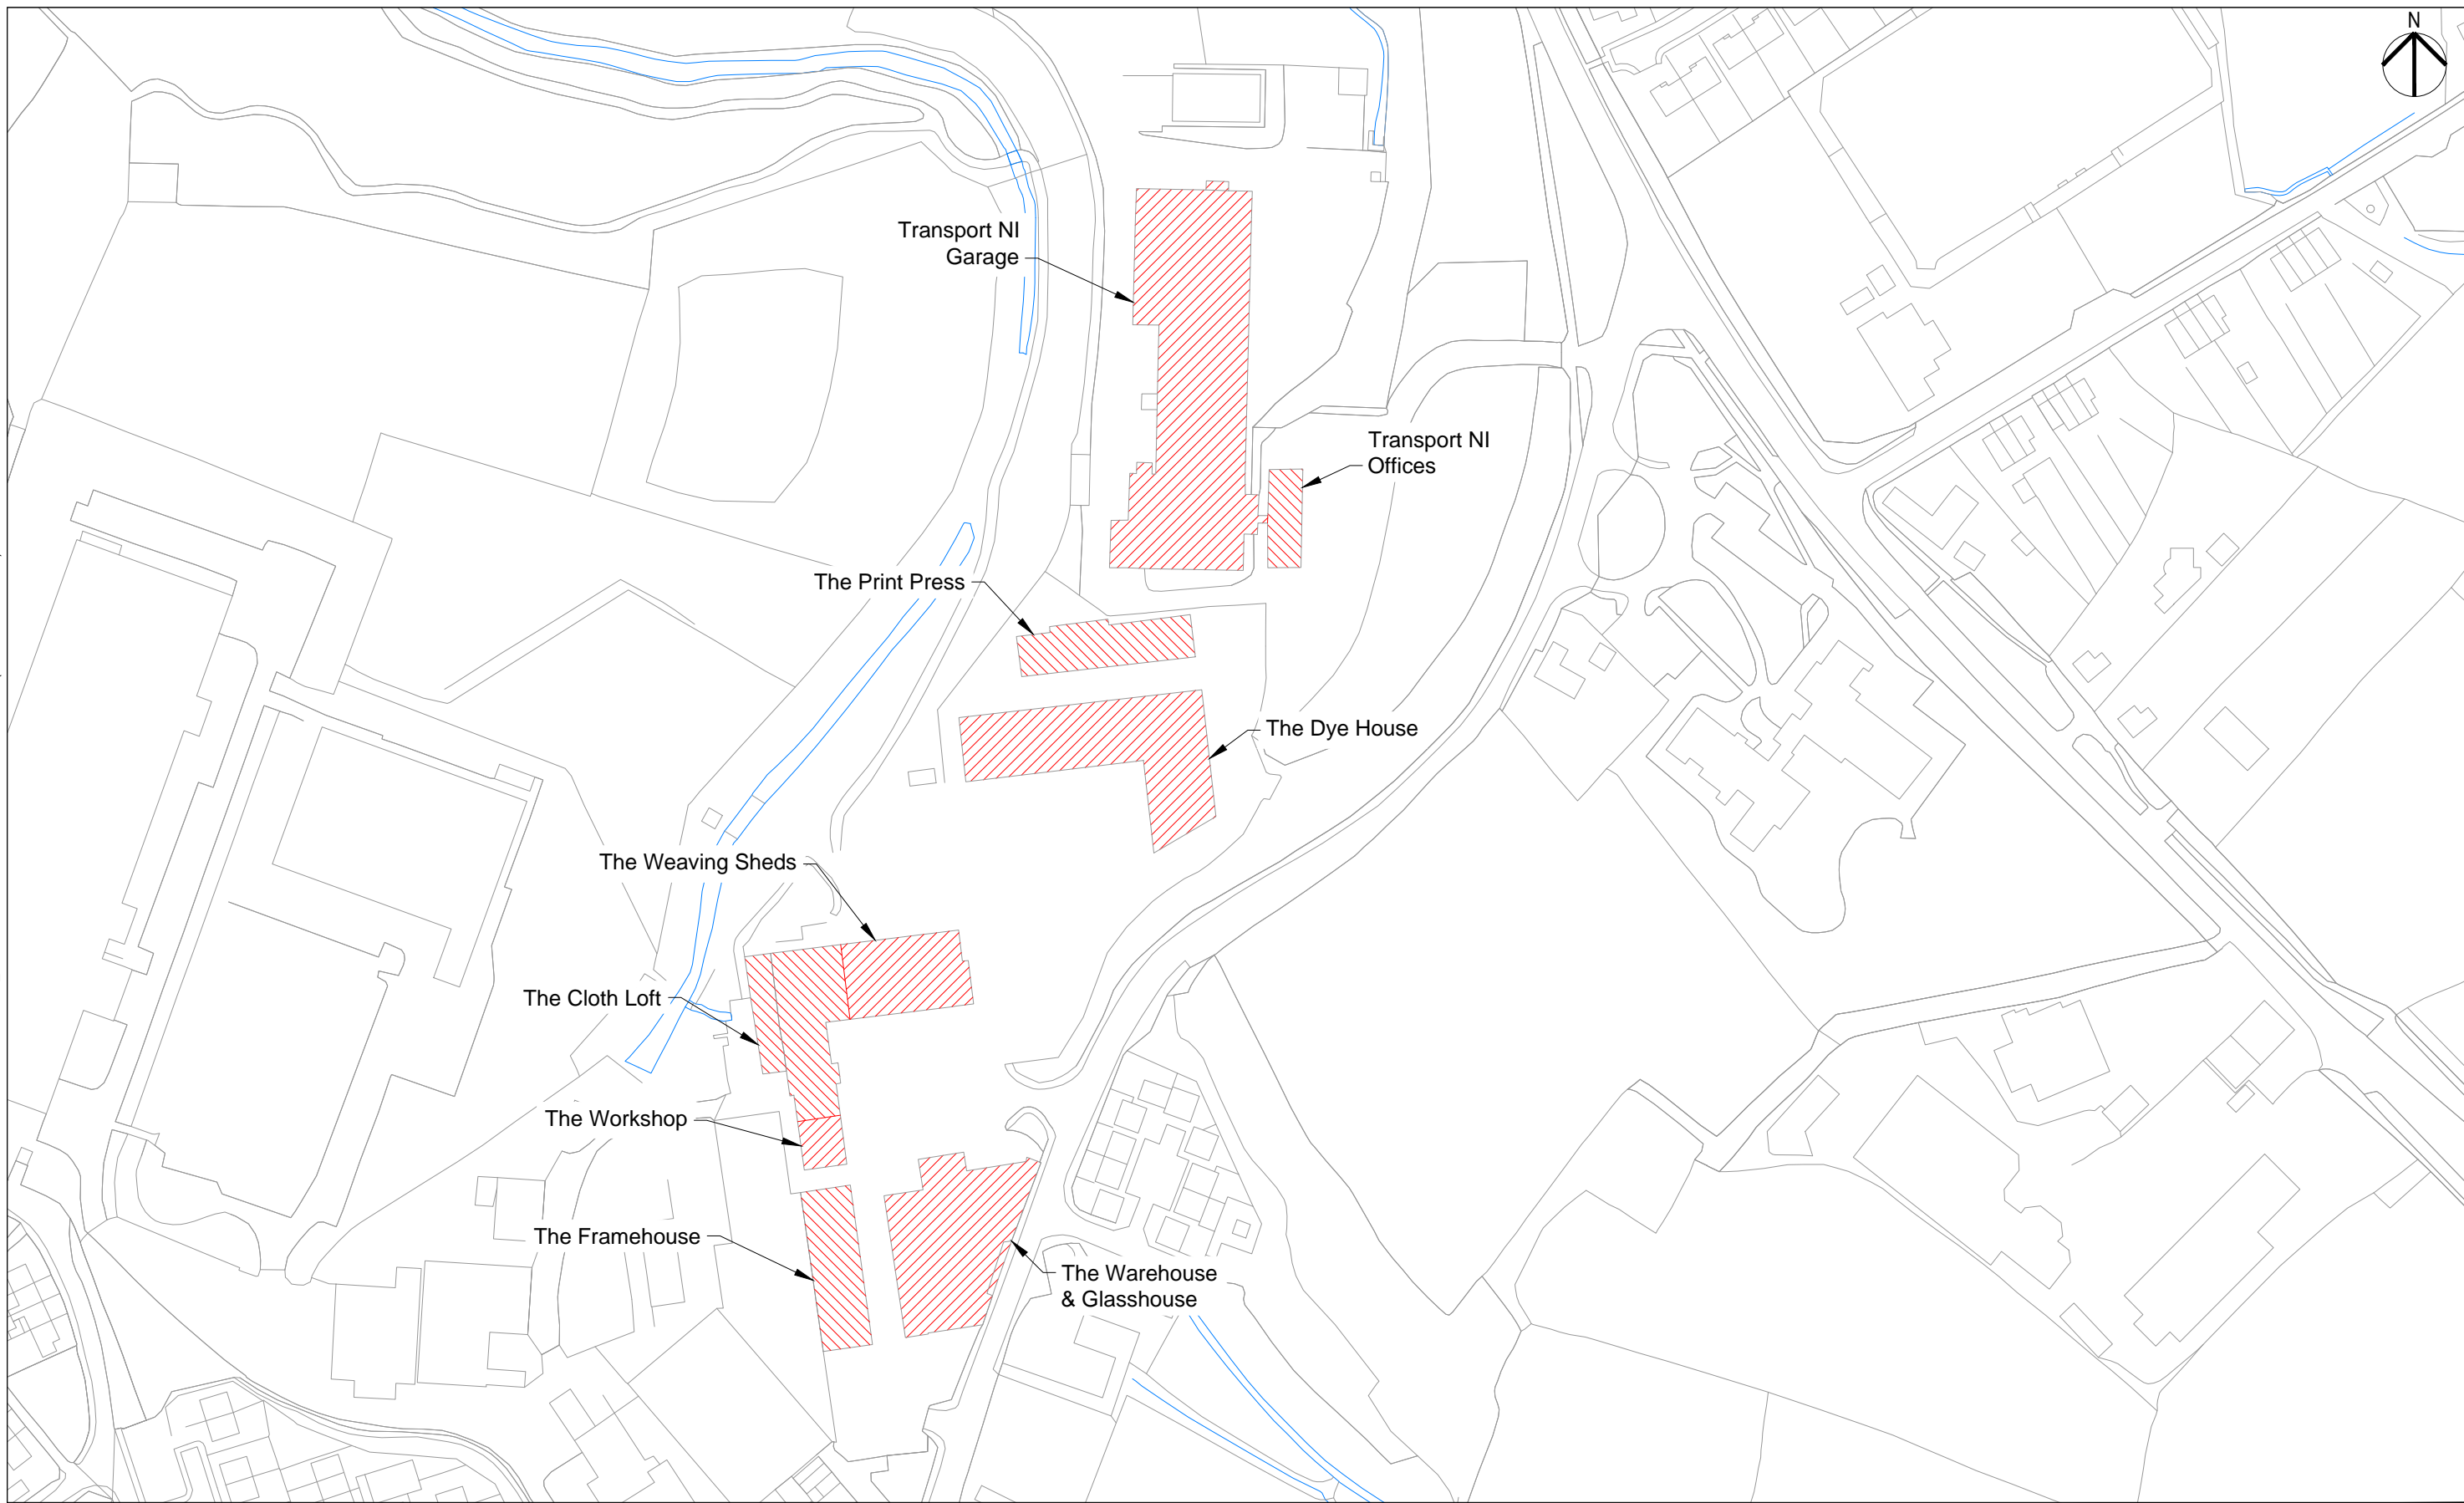 N
Transport NI
Garage
Transport NI
Offices
The Print Press
The Dye House
The Weaving Sheds
The Cloth Loft
The Workshop
The Framehouse
The Warehouse
& Glasshouse